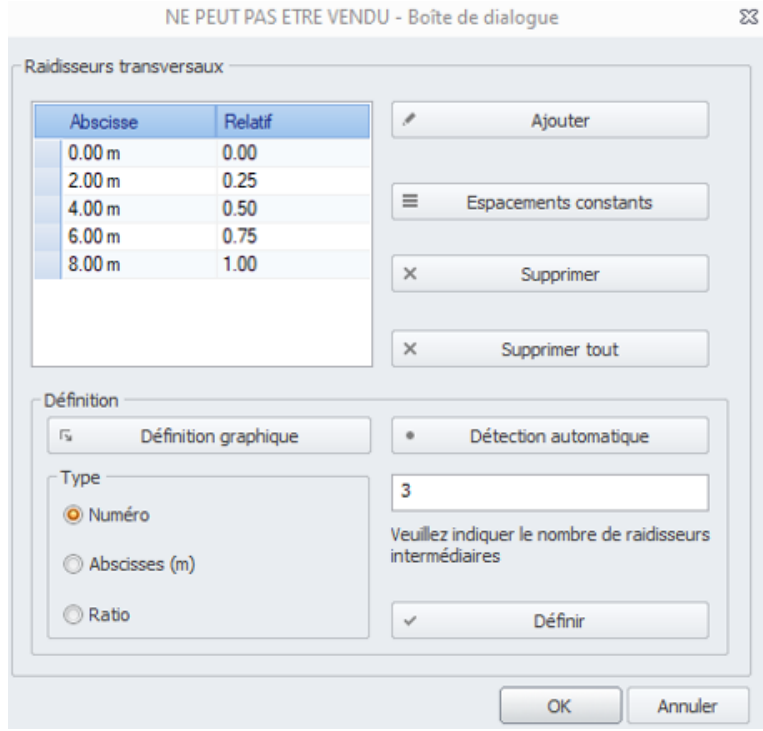 NE PEUT PAS ETRE VENDU - Boîte de dialogue
Raidisseurs transversaux
Abscisse Relatif
0.00 m 0.00
2.00 m 0.25
4.00 m 0.50
6.00 m 0.75
8.00 m 1.00
Ajouter
Espacements constants
Supprimer
Supprimer tout
Définition
Définition graphique
Détection automatique
Type
Numéro
Abscisses (m)
Ratio
3
Veuillez indiquer le nombre de raidisseurs
intermédiaires
Définir
OK
Annuler